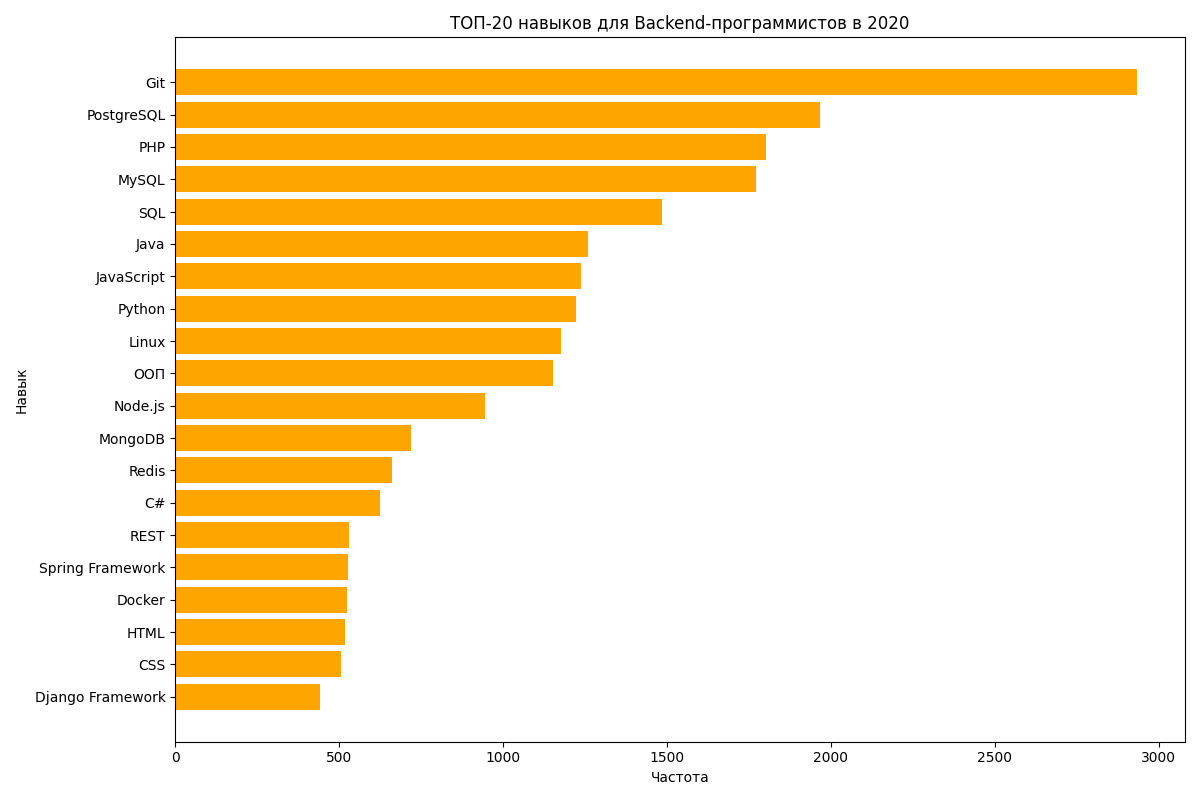 ТОП-20 навыков для Backend-программистов в 2020
Git
PostgreSQL
PHP
MySQL
SQL
Java
JavaScript
Python
Linux
ООП
Node.js
MongoDB
Redis
C#
REST
Spring Framework
Docker
HTML
CSS
Django Framework
Навык
0 500 1000 1500 2000 2500 3000
Частота